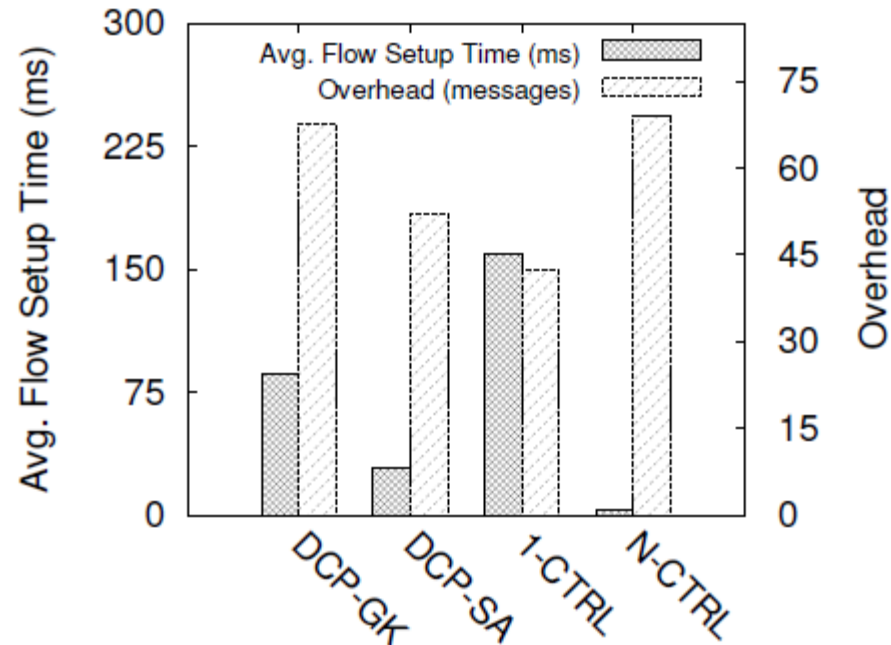 Avg. Flow Setup Time (ms)
300
225
150
75
0
Avg. Flow Setup Time (ms)
Overhead (messages)
75
60
45
30
15
0
Overhead
DCP-GK
DCP-SA
1-CTRL
N-CTRL